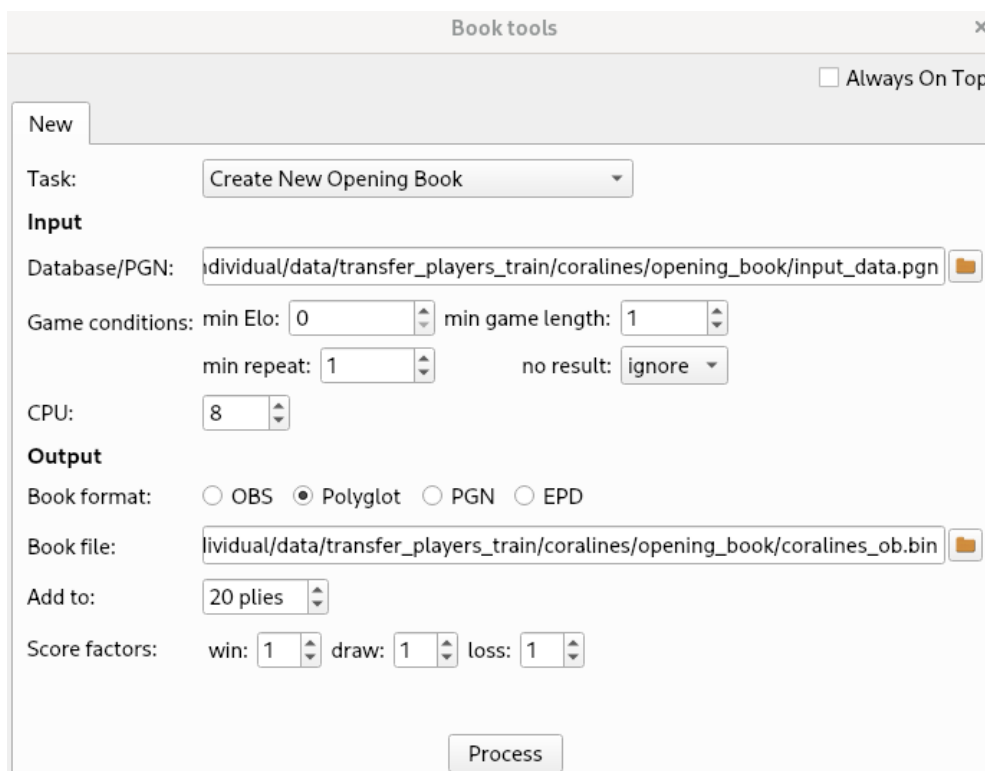 Book tools
Always On Top
New
Task: Create New Opening Book
Input
Database/PGN: ndividual/data/transfer_players_train/coralines/opening_book/input_data.pgn
Game conditions: min Elo: 0 min game length: 1
min repeat: 1 no result: ignore
CPU: 8
Output
Book format: OBS Polyglot PGN EPD
Book file: lividual/data/transfer_players_train/coralines/opening_book/coralines_ob.bin
Add to: 20 plies
Score factors: win: 1 draw: 1 loss: 1
Process